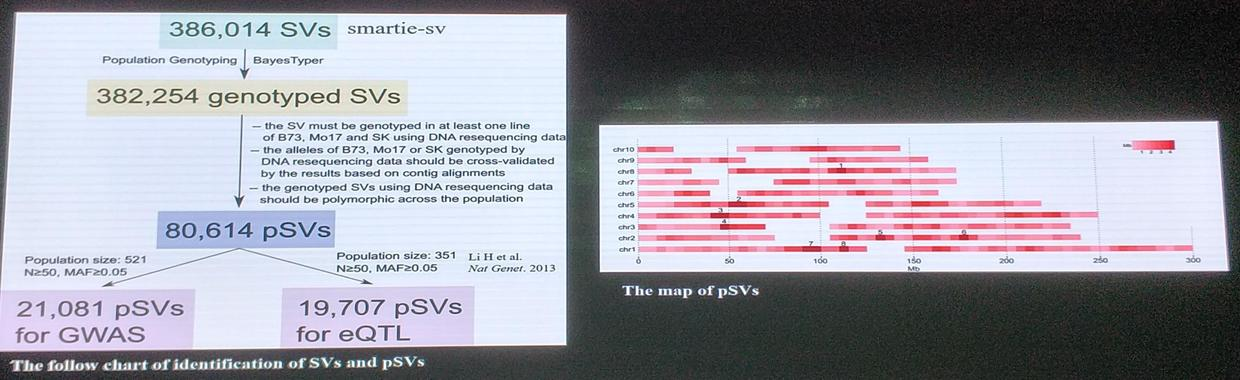 386,014 SVs smartie-sv
Population Genotyping BayesTyper
382,254 genotyped SVs
– the SV must be genotyped in at least one line
of B73, Mo17 and SK using DNA resequencing data
– the alleles of B73, Mo17 or SK genotyped by
DNA resequencing data should be cross-validated
by the results based on contig alignments
– the genotyped SVs using DNA resequencing data
should be polymorphic across the population
80,614 pSVs
Population size: 521
N≥50, MAF≥0.05
Population size: 351
N≥50, MAF≥0.05
Li H et al.
Nat Genet. 2013
21,081 pSVs
for GWAS
19,707 pSVs
for eQTL
The follow chart of identification of SVs and pSVs
Mb
1 2 3 4
chr10
chr9
1
chr8
chr7
chr6
2
chr5
3
chr4
4
chr3
5 6
chr2
7 8
chr1
0 50 100 150 200 250 300
Mb
The map of pSVs